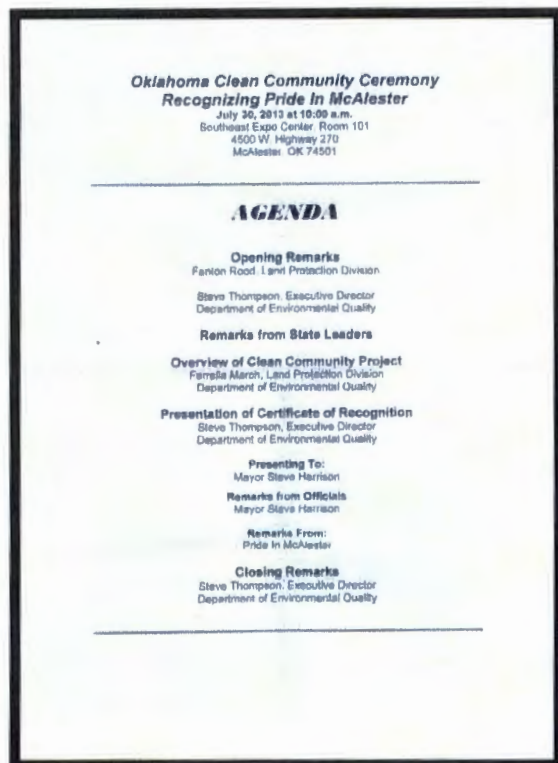 Oklahoma Clean Community Ceremony
Recognizing Pride In McAlester
July 30, 2013 at 10:00 a.m.
Southeast Expo Center, Room 101
4500 W. Highway 270
McAlester, OK 74501
AGENDA
Opening Remarks
Fenton Rood, Land Protection Division
Steve Thompson, Executive Director
Department of Environmental Quality
Remarks from State Leaders
Overview of Clean Community Project
Ferrella March, Land Protection Division
Department of Environmental Quality
Presentation of Certificate of Recognition
Steve Thompson, Executive Director
Department of Environmental Quality
Presenting To:
Mayor Steve Harrison
Remarks from Officials
Mayor Steve Harrison
Remarks From:
Pride In McAlester
Closing Remarks
Steve Thompson, Executive Director
Department of Environmental Quality